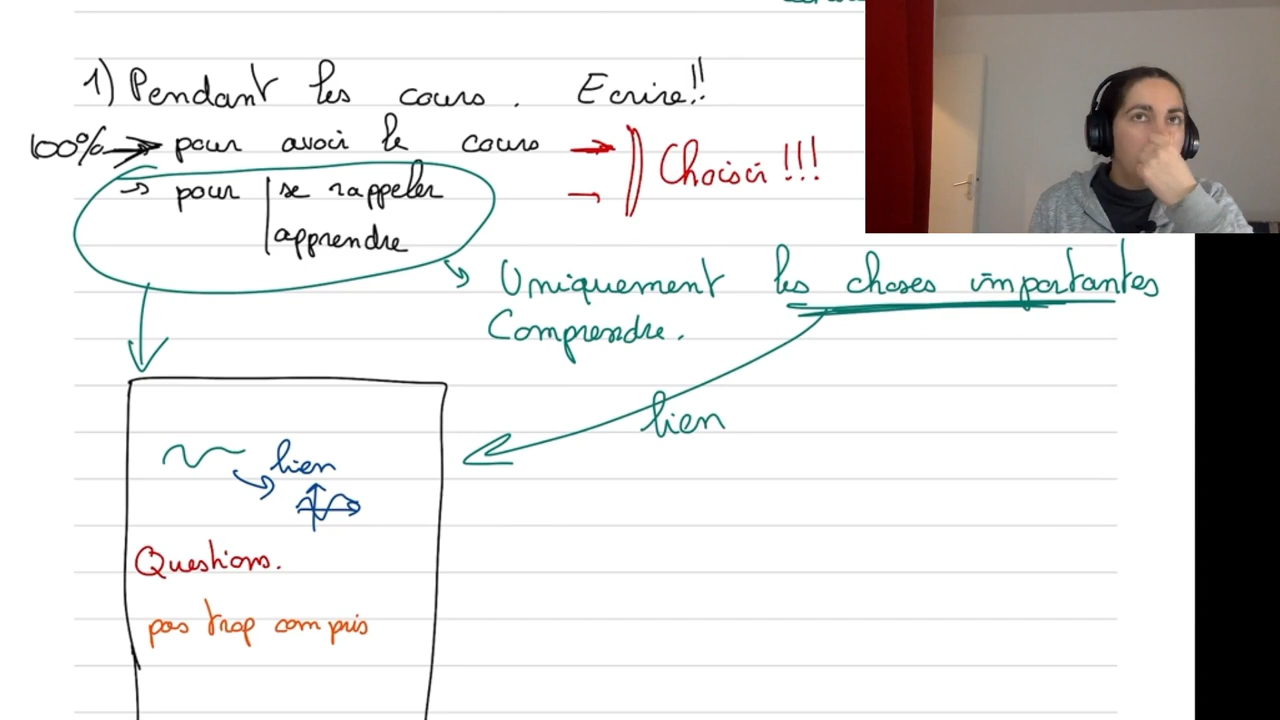 1) Pendant les cours. Ecrire!!
100% → pour avoir le cours → Choisir !!!
→ pour se rappeler
apprendre
Uniquement les choses importantes
Comprendre.
lien
lien
Questions.
pas trop compris